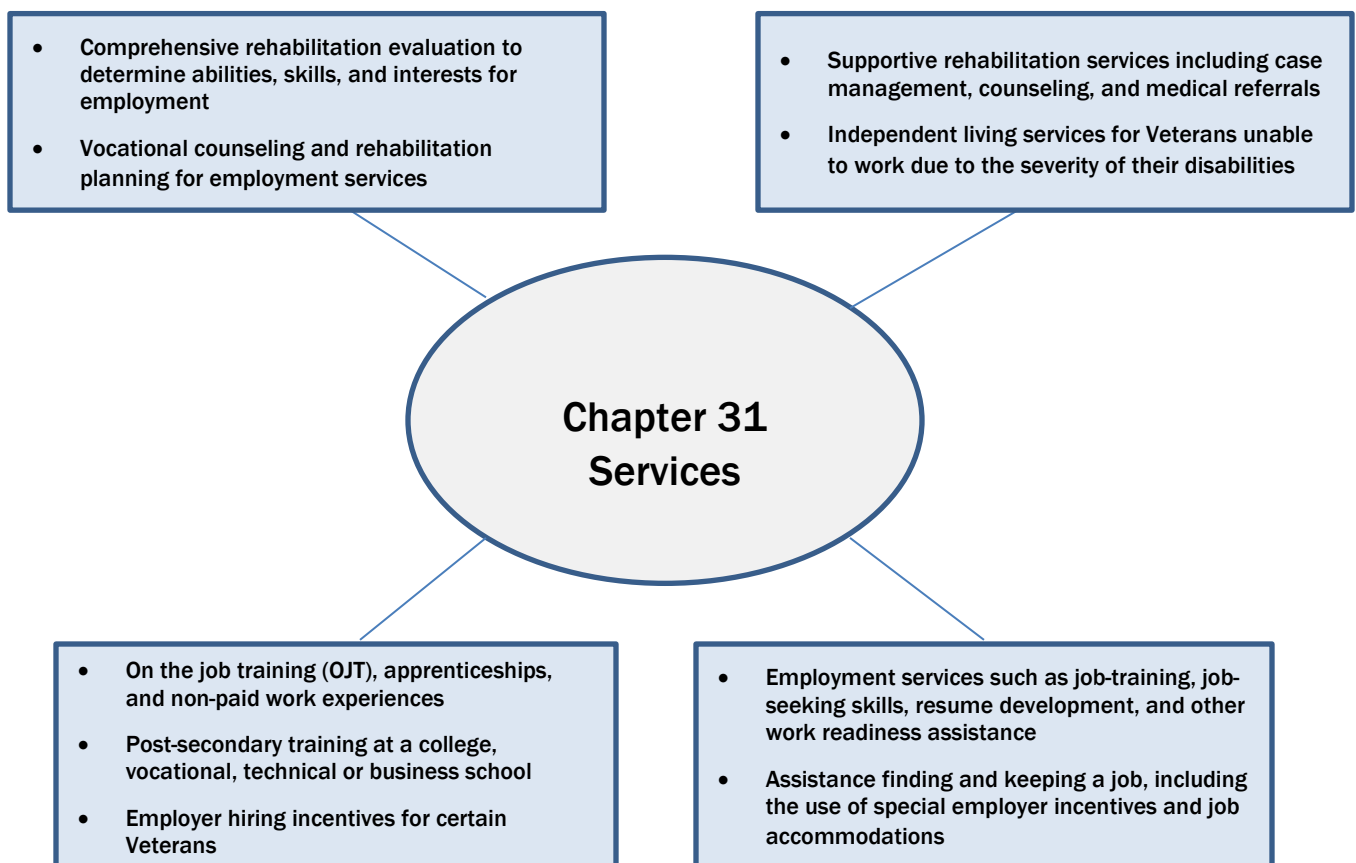 • Comprehensive rehabilitation evaluation to
determine abilities, skills, and interests for
employment
• Vocational counseling and rehabilitation
planning for employment services
• Supportive rehabilitation services including case
management, counseling, and medical referrals
• Independent living services for Veterans unable
to work due to the severity of their disabilities
Chapter 31
Services
• On the job training (OJT), apprenticeships,
and non-paid work experiences
• Post-secondary training at a college,
vocational, technical or business school
• Employer hiring incentives for certain
Veterans
• Employment services such as job-training, job-
seeking skills, resume development, and other
work readiness assistance
• Assistance finding and keeping a job, including
the use of special employer incentives and job
accommodations